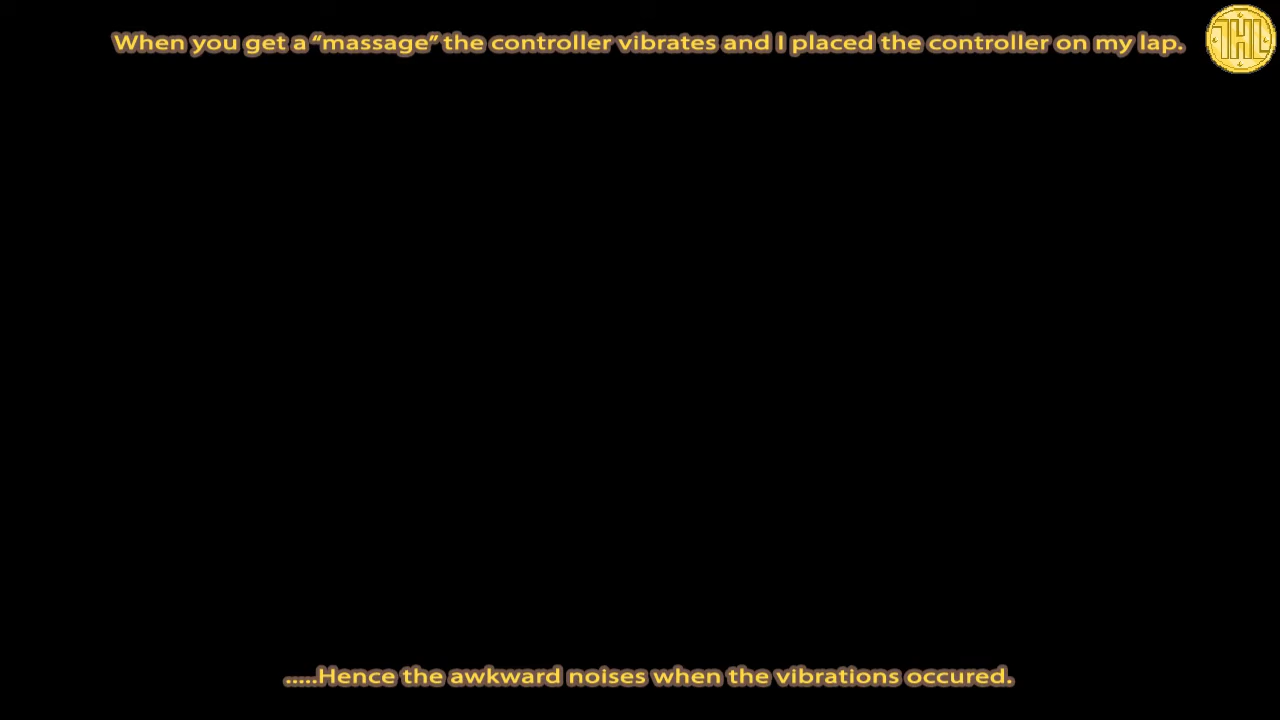 When you get a “massage” the controller vibrates and I placed the controller on my lap.
THL
.....Hence the awkward noises when the vibrations occured.